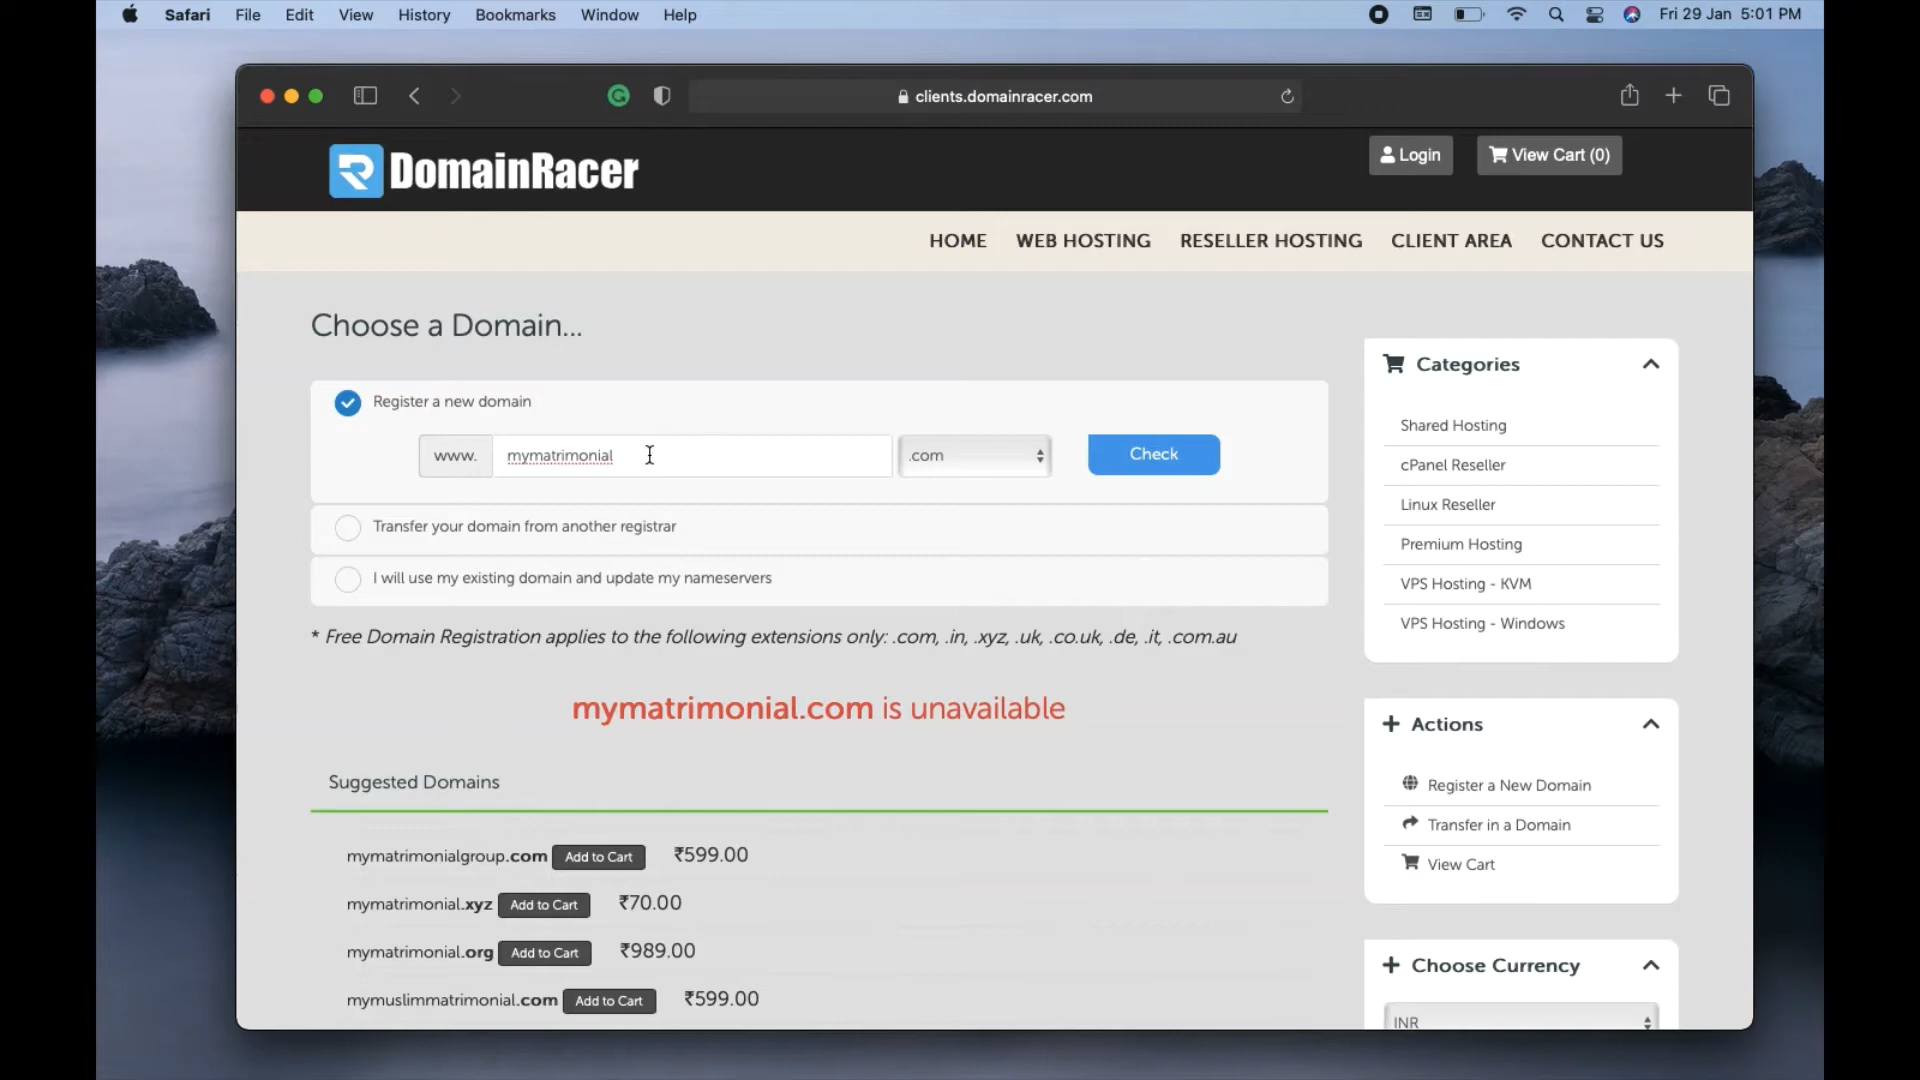 Safari File Edit View History Bookmarks Window Help Fri 29 Jan 5:01 PM
clients.domainracer.com
DomainRacer
Login View Cart (0)
HOME WEB HOSTING RESELLER HOSTING CLIENT AREA CONTACT US
Choose a Domain...
Register a new domain
www. mymatrimonial .com Check
Transfer your domain from another registrar
I will use my existing domain and update my nameservers
* Free Domain Registration applies to the following extensions only: .com, .in, .xyz, .uk, .co.uk, .de, .it, .com.au
mymatrimonial.com is unavailable
Suggested Domains
mymatrimonialgroup.com Add to Cart ₹599.00
mymatrimonial.xyz Add to Cart ₹70.00
mymatrimonial.org Add to Cart ₹989.00
mymuslimmatrimonial.com Add to Cart ₹599.00
Categories
Shared Hosting
cPanel Reseller
Linux Reseller
Premium Hosting
VPS Hosting - KVM
VPS Hosting - Windows
Actions
Register a New Domain
Transfer in a Domain
View Cart
Choose Currency
INR